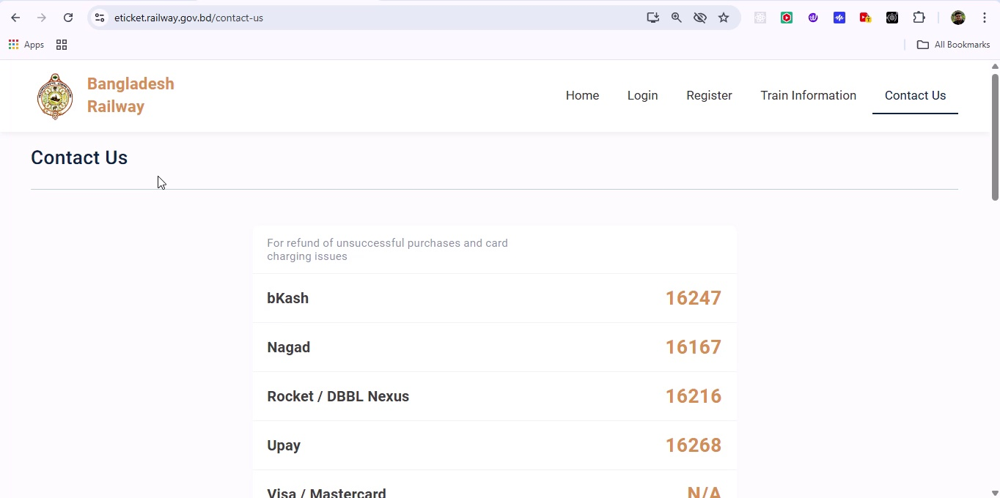 eticket.railway.gov.bd/contact-us
Apps
All Bookmarks
Bangladesh
Railway
Home
Login
Register
Train Information
Contact Us
Contact Us
For refund of unsuccessful purchases and card
charging issues
bKash 16247
Nagad 16167
Rocket / DBBL Nexus 16216
Upay 16268
Visa / Mastercard N/A